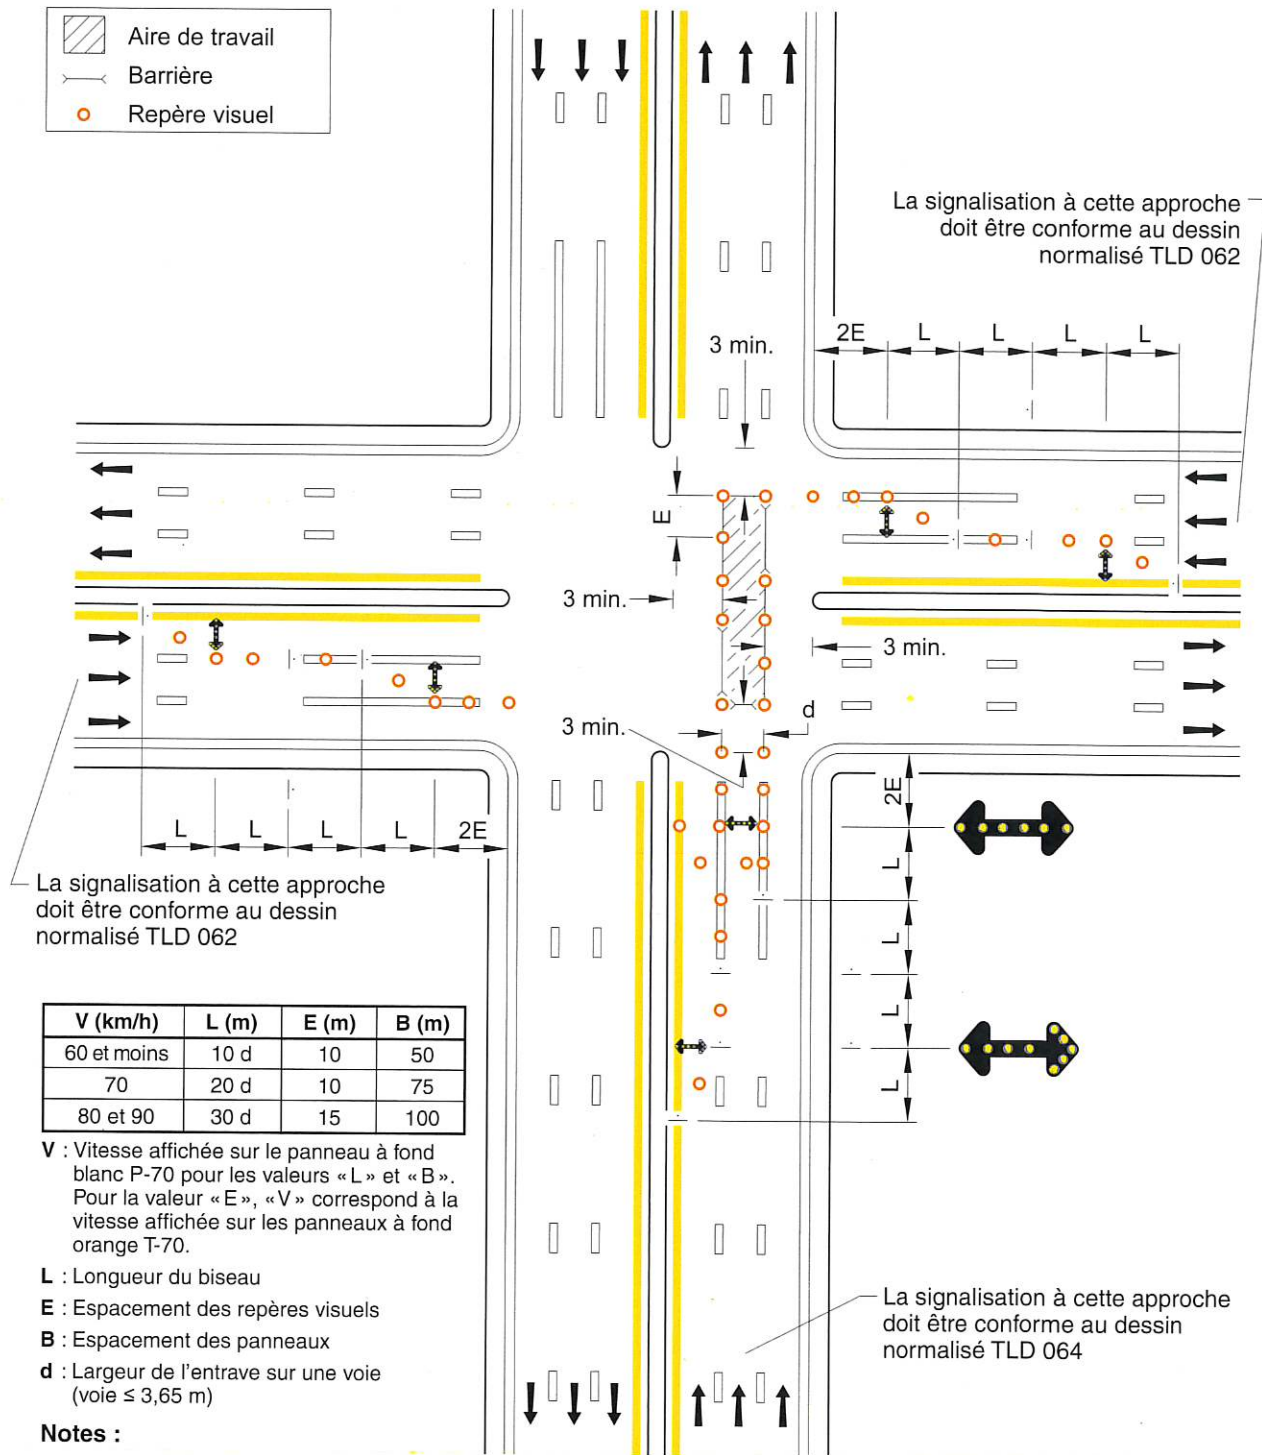 Aire de travail
Barrière
Repère visuel
La signalisation à cette approche
doit être conforme au dessin
normalisé TLD 062
3 min.
2E
L
L
L
L
E
3 min.
3 min.
3 min.
d
2E
L
L
L
L
L
L
L
L
2E
La signalisation à cette approche
doit être conforme au dessin
normalisé TLD 062
V (km/h) L (m) E (m) B (m)
60 et moins 10 d 10 50
70 20 d 10 75
80 et 90 30 d 15 100
V : Vitesse affichée sur le panneau à fond
blanc P-70 pour les valeurs « L » et « B ».
Pour la valeur « E », « V » correspond à la
vitesse affichée sur les panneaux à fond
orange T-70.
L : Longueur du biseau
E : Espacement des repères visuels
B : Espacement des panneaux
d : Largeur de l'entrave sur une voie
(voie ≤ 3,65 m)
La signalisation à cette approche
doit être conforme au dessin
normalisé TLD 064
Notes :